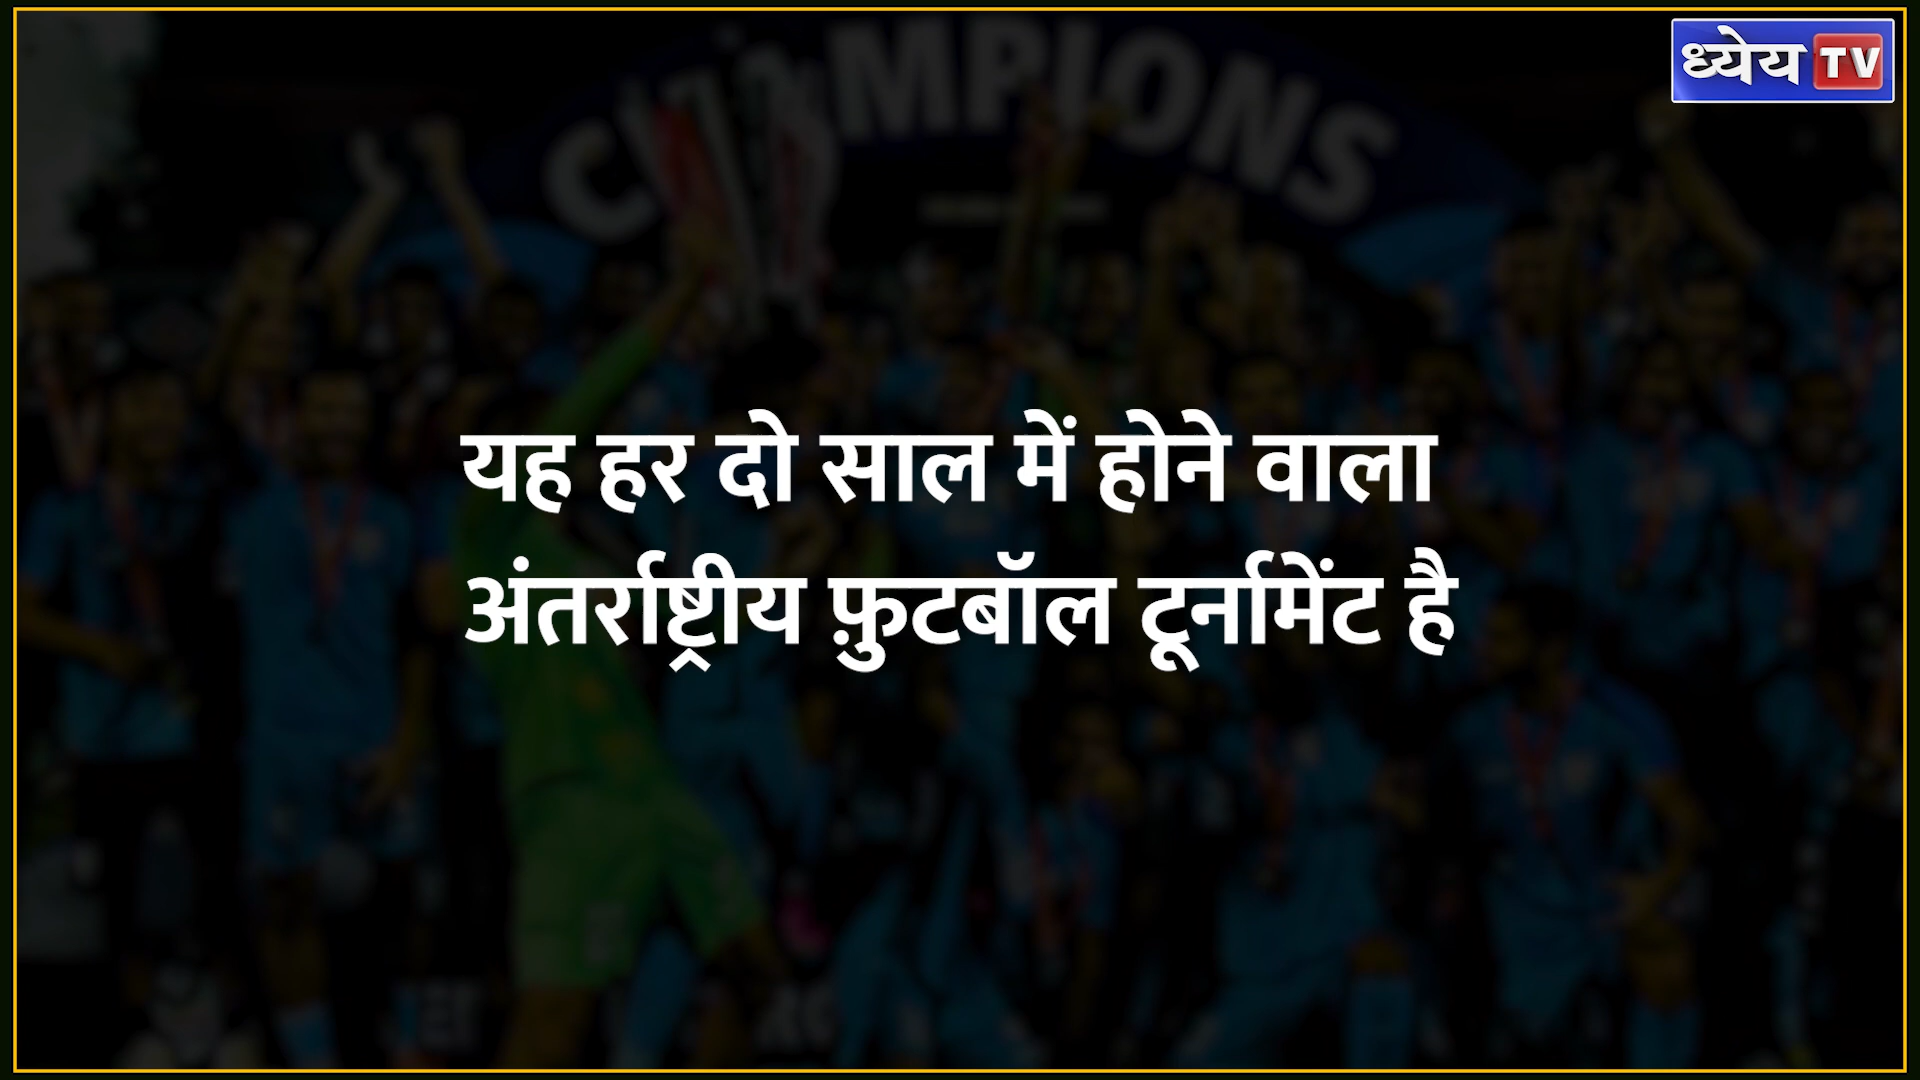 CHAMPIONS
ध्येय TV
यह हर दो साल में होने वाला
अंतर्राष्ट्रीय फ़ुटबॉल टूर्नामेंट है